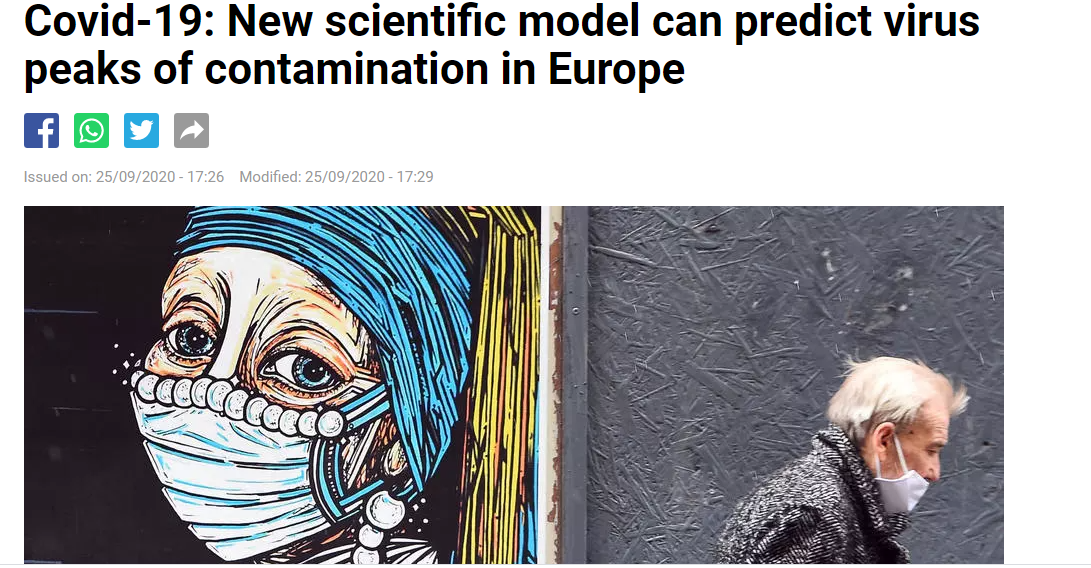 Covid-19: New scientific model can predict virus
peaks of contamination in Europe
Issued on: 25/09/2020 - 17:26 Modified: 25/09/2020 - 17:29